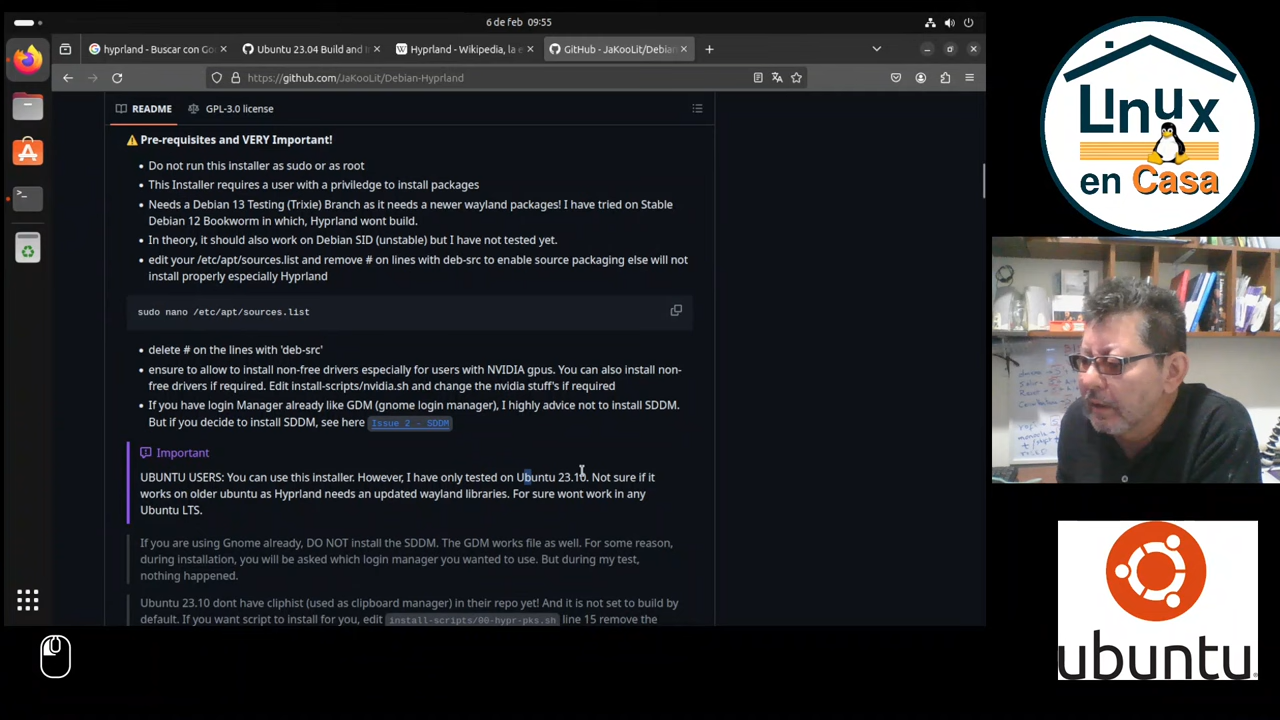 6 de feb 09:55
hyprland - Buscar con Go
Ubuntu 23.04 Build and I
Hyprland - Wikipedia, la e
GitHub - JaKooLit/Debian
https://github.com/JaKooLit/Debian-Hyprland
README
GPL-3.0 license
Pre-requisites and VERY Important!
Do not run this installer as sudo or as root
This Installer requires a user with a priviledge to install packages
Needs a Debian 13 Testing (Trixie) Branch as it needs a newer wayland packages! I have tried on Stable
Debian 12 Bookworm in which, Hyprland wont build.
In theory, it should also work on Debian SID (unstable) but I have not tested yet.
edit your /etc/apt/sources.list and remove # on lines with deb-src to enable source packaging else will not
install properly especially Hyprland
sudo nano /etc/apt/sources.list
delete # on the lines with 'deb-src'
ensure to allow to install non-free drivers especially for users with NVIDIA gpus. You can also install non-
free drivers if required. Edit install-scripts/nvidia.sh and change the nvidia stuff's if required
If you have login Manager already like GDM (gnome login manager), I highly advice not to install SDDM.
But if you decide to install SDDM, see here Issue 2 - SDDM
Important
UBUNTU USERS: You can use this installer. However, I have only tested on Ubuntu 23.10. Not sure if it
works on older ubuntu as Hyprland needs an updated wayland libraries. For sure wont work in any
Ubuntu LTS.
If you are using Gnome already, DO NOT install the SDDM. The GDM works file as well. For some reason,
during installation, you will be asked which login manager you wanted to use. But during my test,
nothing happened.
Ubuntu 23.10 dont have cliphist (used as clipboard manager) in their repo yet! And it is not set to build by
default. If you want script to install for you, edit install-scripts/00-hypr-pks.sh line 15 remove the
Linux
en Casa
ubuntu